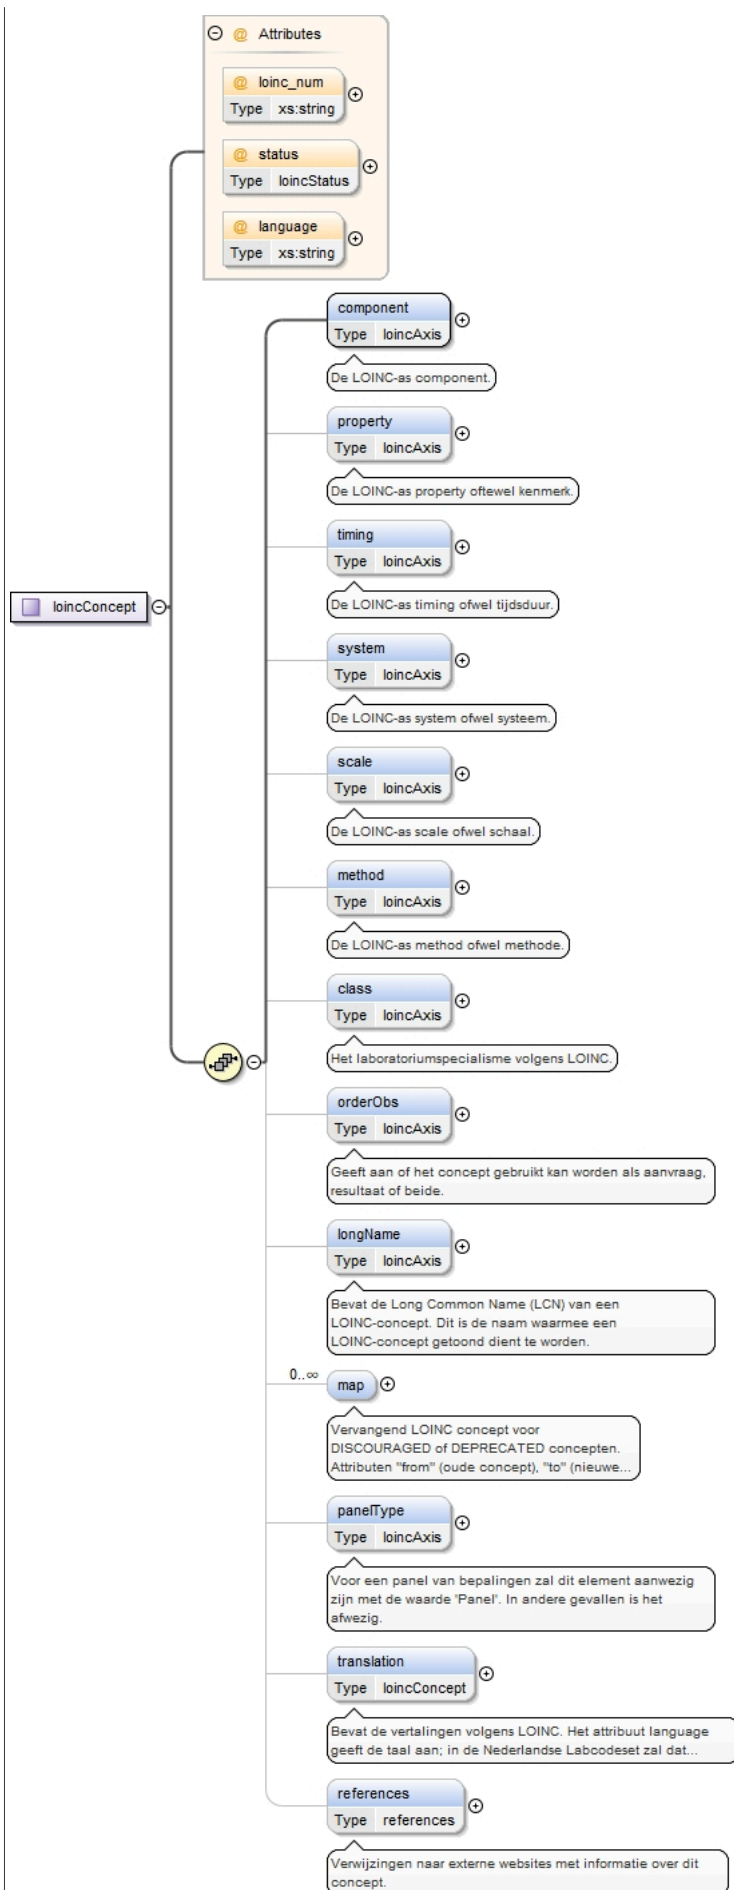 @ Attributes
@ loinc_num
Type xs:string
@ status
Type loincStatus
@ language
Type xs:string
component
Type loincAxis
De LOINC-as component.
property
Type loincAxis
De LOINC-as property oftewel kenmerk.
timing
Type loincAxis
De LOINC-as timing ofwel tijdsduur.
loincConcept
system
Type loincAxis
De LOINC-as system ofwel systeem.
scale
Type loincAxis
De LOINC-as scale ofwel schaal.
method
Type loincAxis
De LOINC-as method ofwel methode.
class
Type loincAxis
Het laboratoriumspecialisme volgens LOINC.
orderObs
Type loincAxis
Geeft aan of het concept gebruikt kan worden als aanvraag,
resultaat of beide.
longName
Type loincAxis
Bevat de Long Common Name (LCN) van een
LOINC-concept. Dit is de naam waarmee een
LOINC-concept getoond dient te worden.
0..∞
map
Vervangend LOINC concept voor
DISCOURAGED of DEPRECATED concepten.
Attributen "from" (oude concept), "to" (nieuwe...
panelType
Type loincAxis
Voor een panel van bepalingen zal dit element aanwezig
zijn met de waarde 'Panel'. In andere gevallen is het
afwezig.
translation
Type loincConcept
Bevat de vertalingen volgens LOINC. Het attribuut language
geeft de taal aan; in de Nederlandse Labcodeset zal dat...
references
Type references
Verwijzingen naar externe websites met informatie over dit
concept.